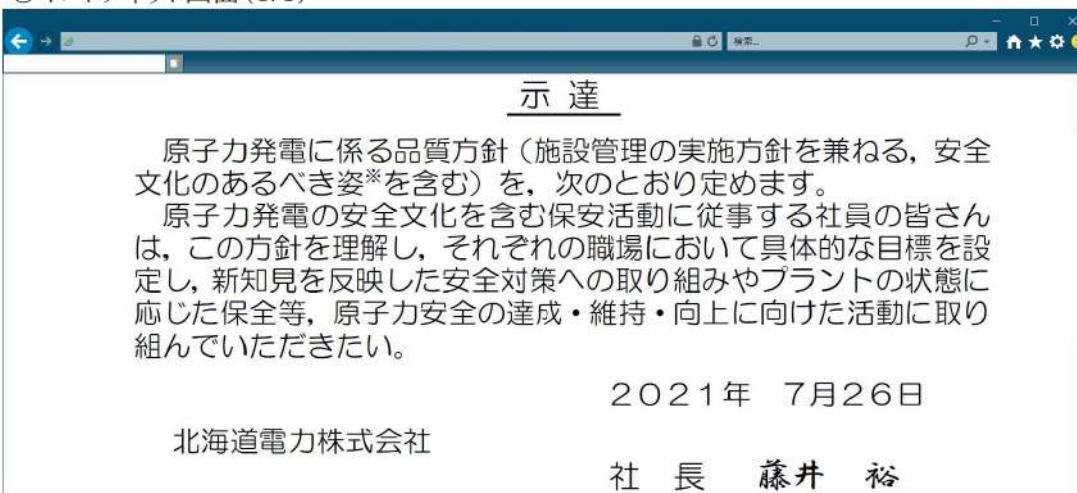 検索...
示 達
原子力発電に係る品質方針（施設管理の実施方針を兼ねる，安全
文化のあるべき姿※を含む）を，次のとおり定めます。
原子力発電の安全文化を含む保安活動に従事する社員の皆さん
は，この方針を理解し，それぞれの職場において具体的な目標を設
定し，新知見を反映した安全対策への取り組みやプラントの状態に
応じた保全等，原子力安全の達成・維持・向上に向けた活動に取り
組んでいただきたい。
２０２１年　７月２６日
北海道電力株式会社
社 長　藤井　裕